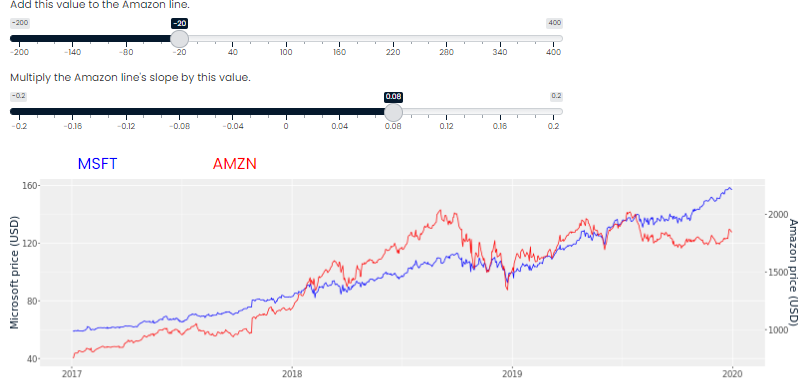 Add this value to the Amazon line.
-200 -20 400
-200 -140 -80 -20 40 100 160 220 280 340 400
Multiply the Amazon line's slope by this value.
-0.2 0.08 0.2
-0.2 -0.16 -0.12 -0.08 -0.04 0 0.04 0.08 0.12 0.16 0.2
MSFT AMZN
Microsoft price (USD)
160
120
80
40
2000
1500
1000
Amazon price (USD)
2017 2018 2019 2020